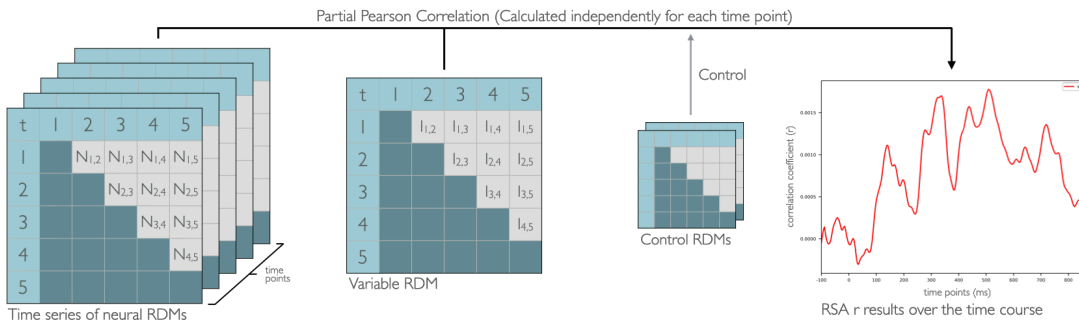 Partial Pearson Correlation (Calculated independently for each time point)
Control
t 1 2 3 4 5
1 N1,2 N1,3 N1,4 N1,5
2 N2,3 N2,4 N2,5
3 N3,4 N3,5
4 N4,5
5
time
points
Time series of neural RDMs
t 1 2 3 4 5
1 I1,2 I1,3 I1,4 I1,5
2 I2,3 I2,4 I2,5
3 I3,4 I3,5
4 I4,5
5
Variable RDM
Control RDMs
correlation coefficient (r)
0.0015
0.0010
0.0005
0.0000
-100 0 100 200 300 400 500 600 700 800
time points (ms)
RSA r results over the time course